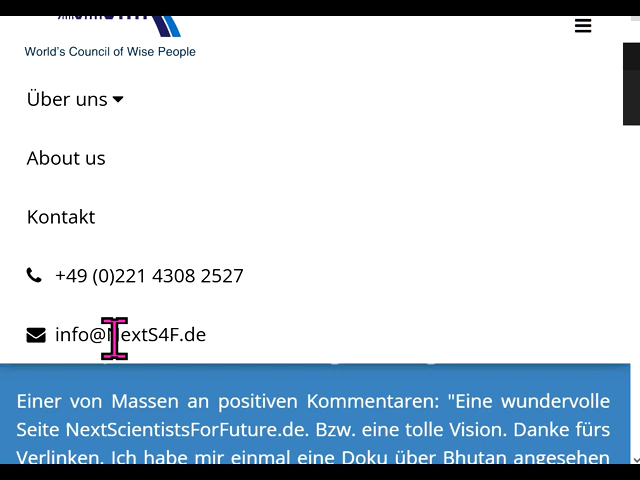 World's Council of Wise People
Über uns
About us
Kontakt
+49 (0)221 4308 2527
info@NextS4F.de
Einer von Massen an positiven Kommentaren: "Eine wundervolle
Seite NextScientistsForFuture.de. Bzw. eine tolle Vision. Danke fürs
Verlinken. Ich habe mir einmal eine Doku über Bhutan angesehen